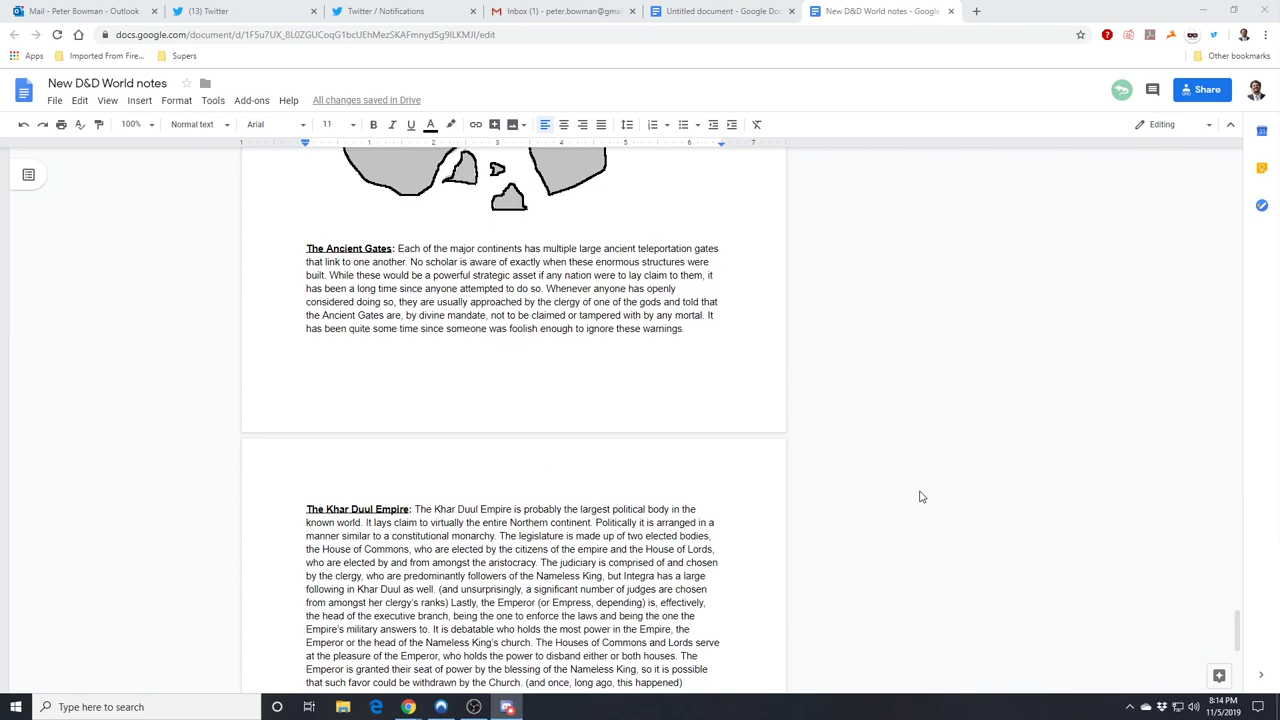 Mail - Peter Bowman - Outlook
(13) Twitter
Twitter / Notifications
Inbox (1) - peter.bowman@gma
Untitled document - Google Doc
New D&D World notes - Google
docs.google.com/document/d/
Apps
Imported From Fire...
Supers
Other bookmarks
New D&D World notes
File Edit View Insert Format Tools Add-ons Help All changes saved in Drive
Share
100% Normal text Arial 11
Editing
1 1 2 3 4 5 6 7
The Ancient Gates: Each of the major continents has multiple large ancient teleportation gates
that link to one another. No scholar is aware of exactly when these enormous structures were
built. While these would be a powerful strategic asset if any nation were to lay claim to them, it
has been a long time since anyone attempted to do so. Whenever anyone has openly
considered doing so, they are usually approached by the clergy of one of the gods and told that
the Ancient Gates are, by divine mandate, not to be claimed or tampered with by any mortal. It
has been quite some time since someone was foolish enough to ignore these warnings.
The Khar Duul Empire: The Khar Duul Empire is probably the largest political body in the
known world. It lays claim to virtually the entire Northern continent. Politically it is arranged in a
manner similar to a constitutional monarchy. The legislature is made up of two elected bodies,
the House of Commons, who are elected by the citizens of the empire and the House of Lords,
who are elected by and from amongst the aristocracy. The judiciary is comprised of and chosen
by the clergy, who are predominantly followers of the Nameless King, but Integra has a large
following in Khar Duul as well. (and unsurprisingly, a significant number of judges are chosen
from amongst her clergy's ranks) Lastly, the Emperor (or Empress, depending) is, effectively,
the head of the executive branch, being the one to enforce the laws and being the one the
Empire's military answers to. It is debatable who holds the most power in the Empire, the
Emperor or the head of the Nameless King's church. The Houses of Commons and Lords serve
at the pleasure of the Emperor, who holds the power to disband either or both houses. The
Emperor is granted their seat of power by the blessing of the Nameless King, so it is possible
that such favor could be withdrawn by the Church. (and once, long ago, this happened)
Type here to search
8:14 PM
11/5/2019